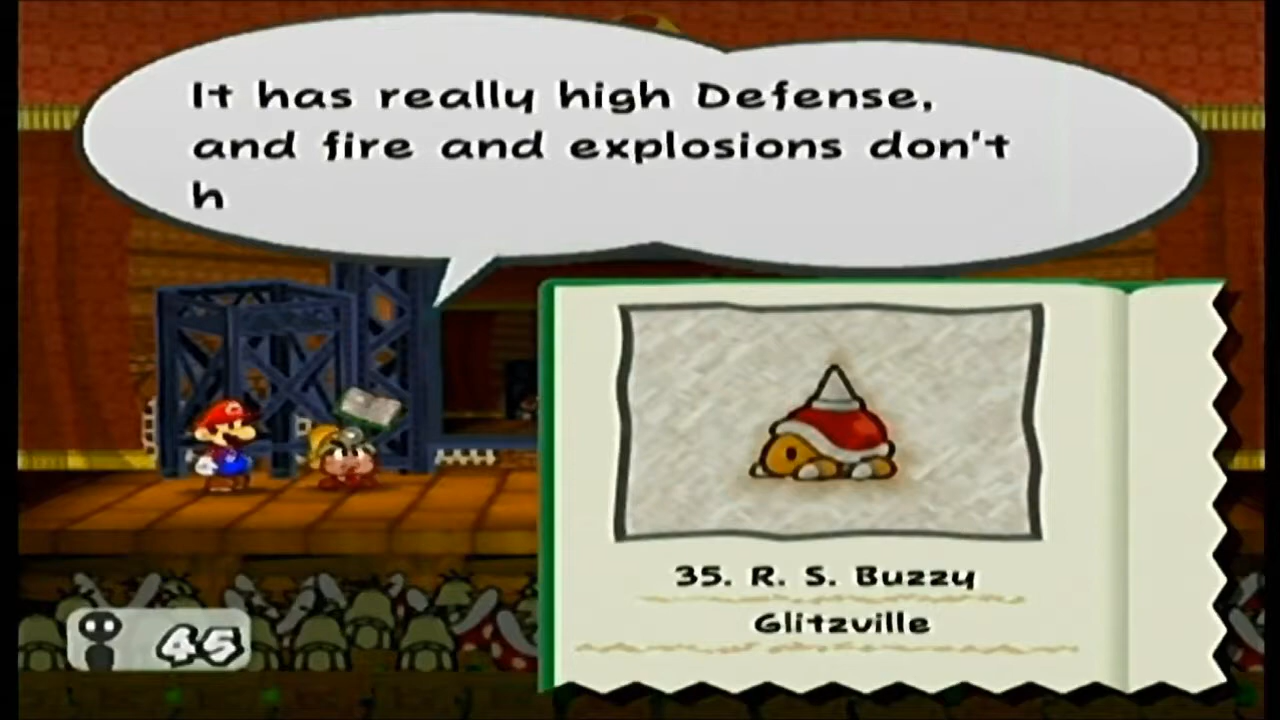 It has really high Defense,
and fire and explosions don't
h
35. R. S. Buzzy
Glitzville
45